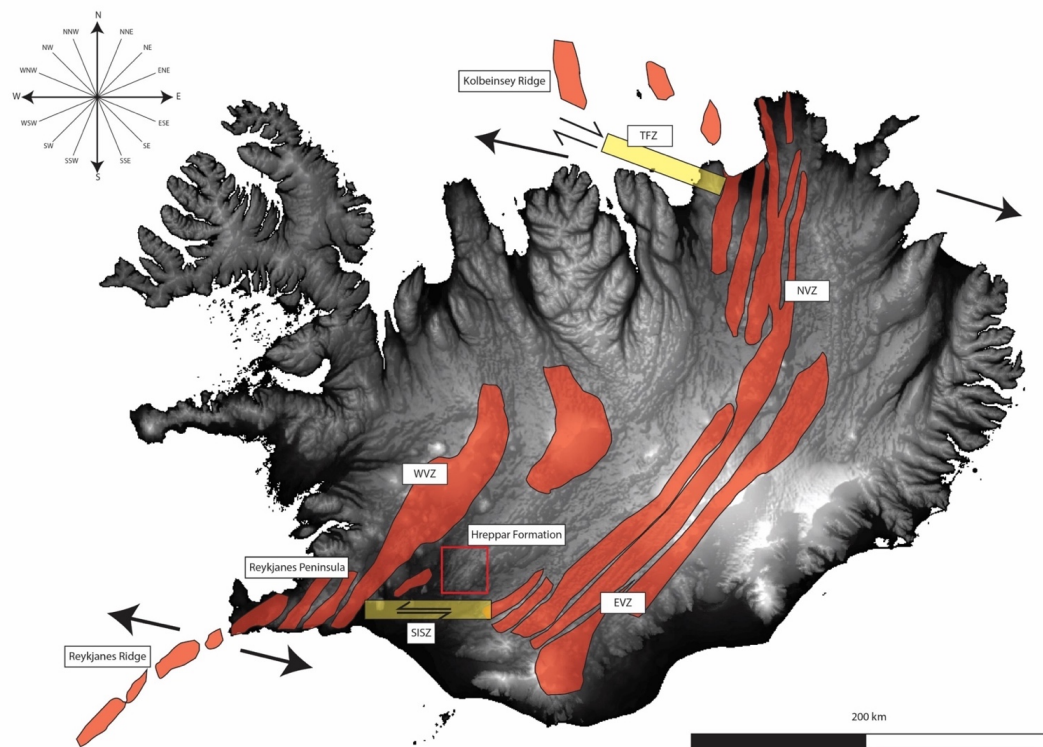 N
NNW
NNE
NW
NE
WNW
ENE
W
E
WSW
ESE
SW
SE
SSW
SSE
S
Kolbeinsey Ridge
TFZ
NVZ
WVZ
Hreppar Formation
Reykjanes Peninsula
EVZ
SISZ
Reykjanes Ridge
200 km